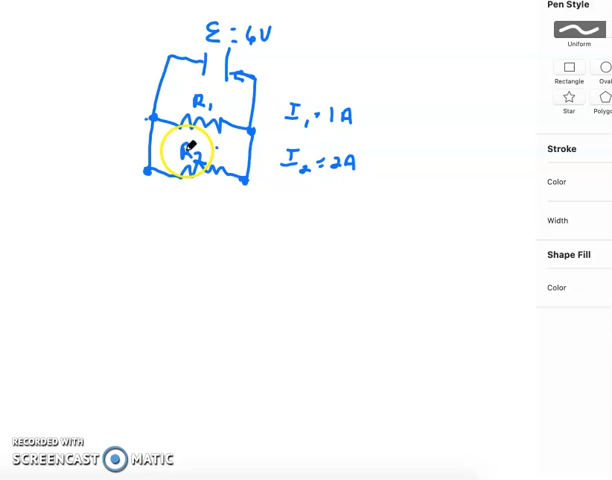 Pen Style
Uniform
Rectangle
Oval
Star
Polygo
Stroke
Color
Width
Shape Fill
Color
ε = 6V
R₁
I₁ = 1A
R₂
I₂ = 2A
RECORDED WITH
SCREENCAST MATIC